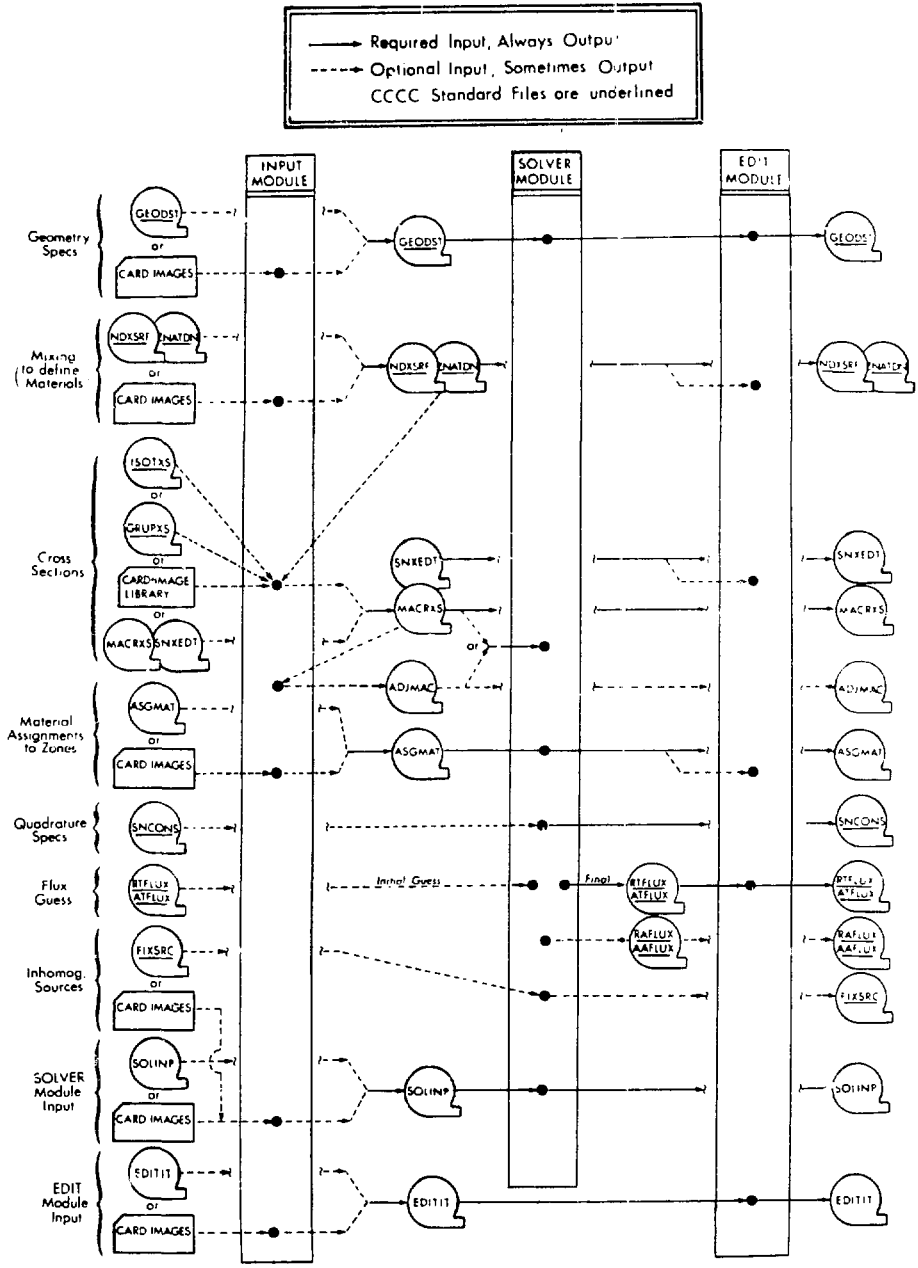 Required Input, Always Output
Optional Input, Sometimes Output
CCCC Standard Files are underlined
INPUT
MODULE
SOLVER
MODULE
EDIT
MODULE
Geometry
Specs
GEODST
or
CARD IMAGES
GEODST
GEODST
Mixing
to define
Materials
NDXSRF
ZNATDN
or
CARD IMAGES
NDXSRF
ZNATDN
NDXSRF
ZNATDN
Cross
Sections
ISOTXS
or
GRUPXS
or
CARD-IMAGE
LIBRARY
or
MACRXS
SNXEDT
SNXEDT
MACRXS
or
ADJMAC
SNXEDT
MACRXS
ADJMAC
Material
Assignments
to Zones
ASGMAT
or
CARD IMAGES
ASGMAT
ASGMAT
Quadrature
Specs
SNCONS
SNCONS
Flux
Guess
RTFLUX
ATFLUX
Initial Guess
Final
RTFLUX
ATFLUX
RTFLUX
ATFLUX
RAFLUX
AAFLUX
RAFLUX
AAFLUX
Inhomog.
Sources
FIXSRC
or
CARD IMAGES
FIXSRC
SOLVER
Module
Input
SOLINP
or
CARD IMAGES
SOLINP
SOLINP
EDIT
Module
Input
EDITIT
or
CARD IMAGES
EDITIT
EDITIT